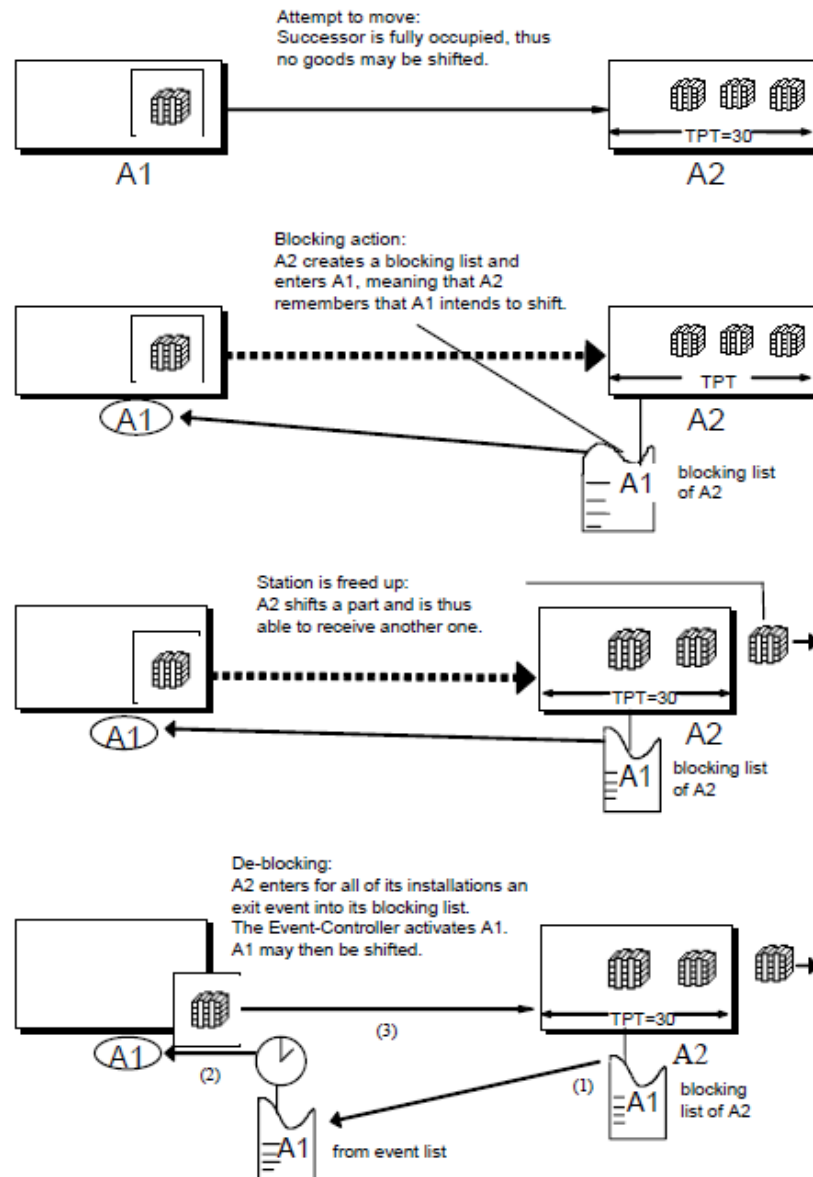 Attempt to move:
Successor is fully occupied, thus
no goods may be shifted.
TPT=30
A1
A2
Blocking action:
A2 creates a blocking list and
enters A1, meaning that A2
remembers that A1 intends to shift.
TPT
A1
A2
A1
blocking list
of A2
Station is freed up:
A2 shifts a part and is thus
able to receive another one.
TPT=30
A1
A2
A1
blocking list
of A2
De-blocking:
A2 enters for all of its installations an
exit event into its blocking list.
The Event-Controller activates A1.
A1 may then be shifted.
(3)
TPT=30
A1
(2)
A2
(1)
A1
blocking
list of A2
A1
from event list